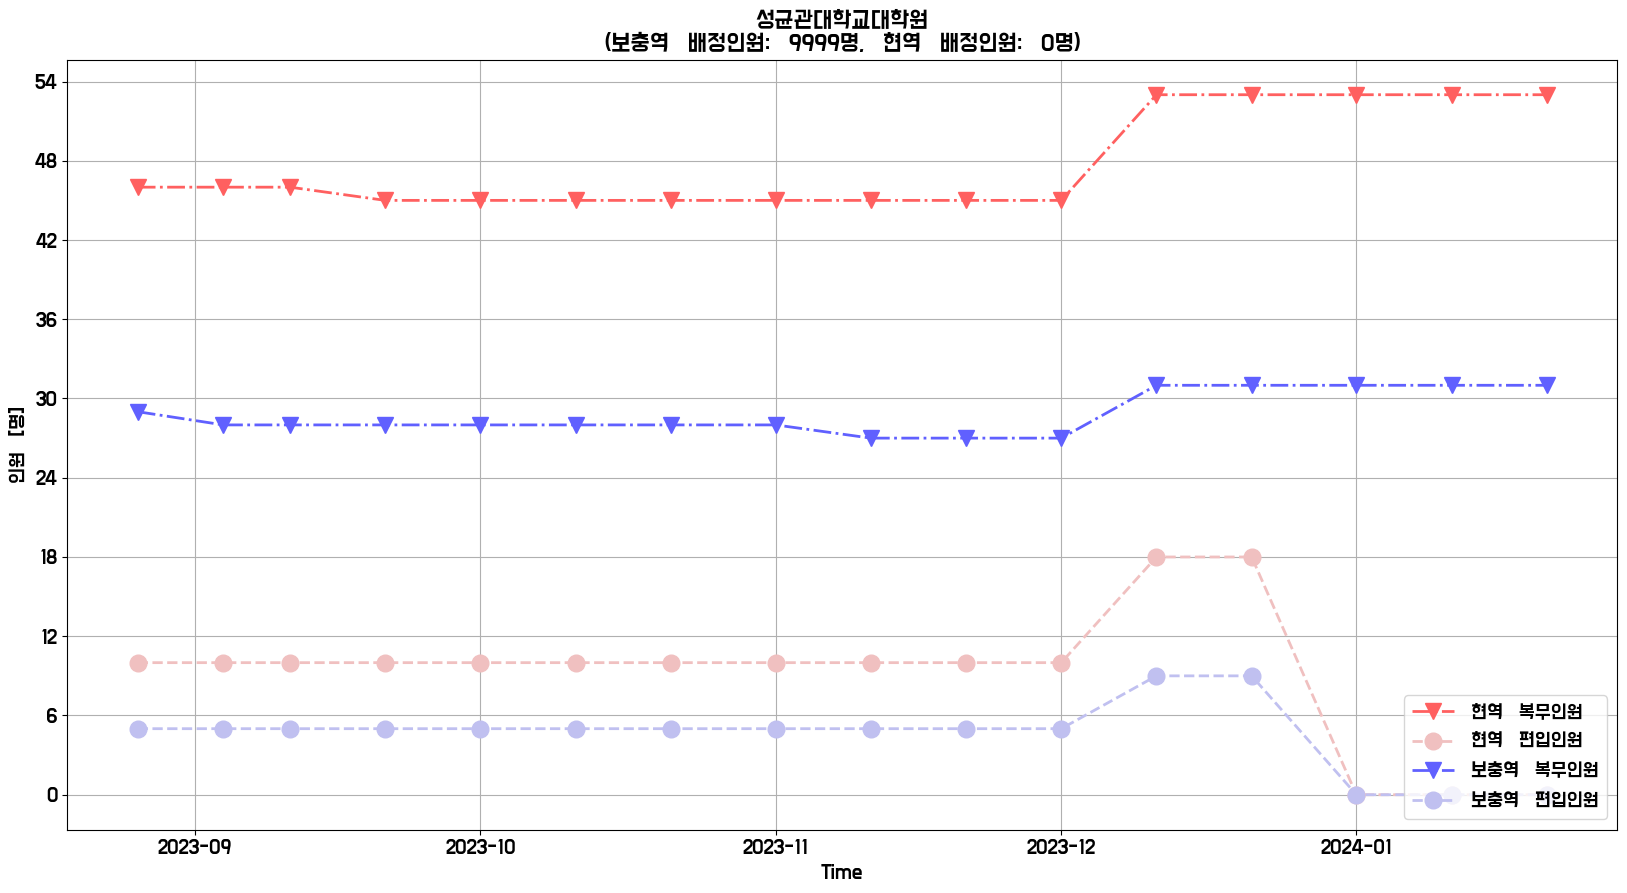 성균관대학교대학원
(보충역 배정인원: 9999명, 현역 배정인원: 0명)
54
48
42
36
30
24
18
12
6
0
인원 [명]
현역 복무인원
현역 편입인원
보충역 복무인원
보충역 편입인원
2023-09 2023-10 2023-11 2023-12 2024-01
Time